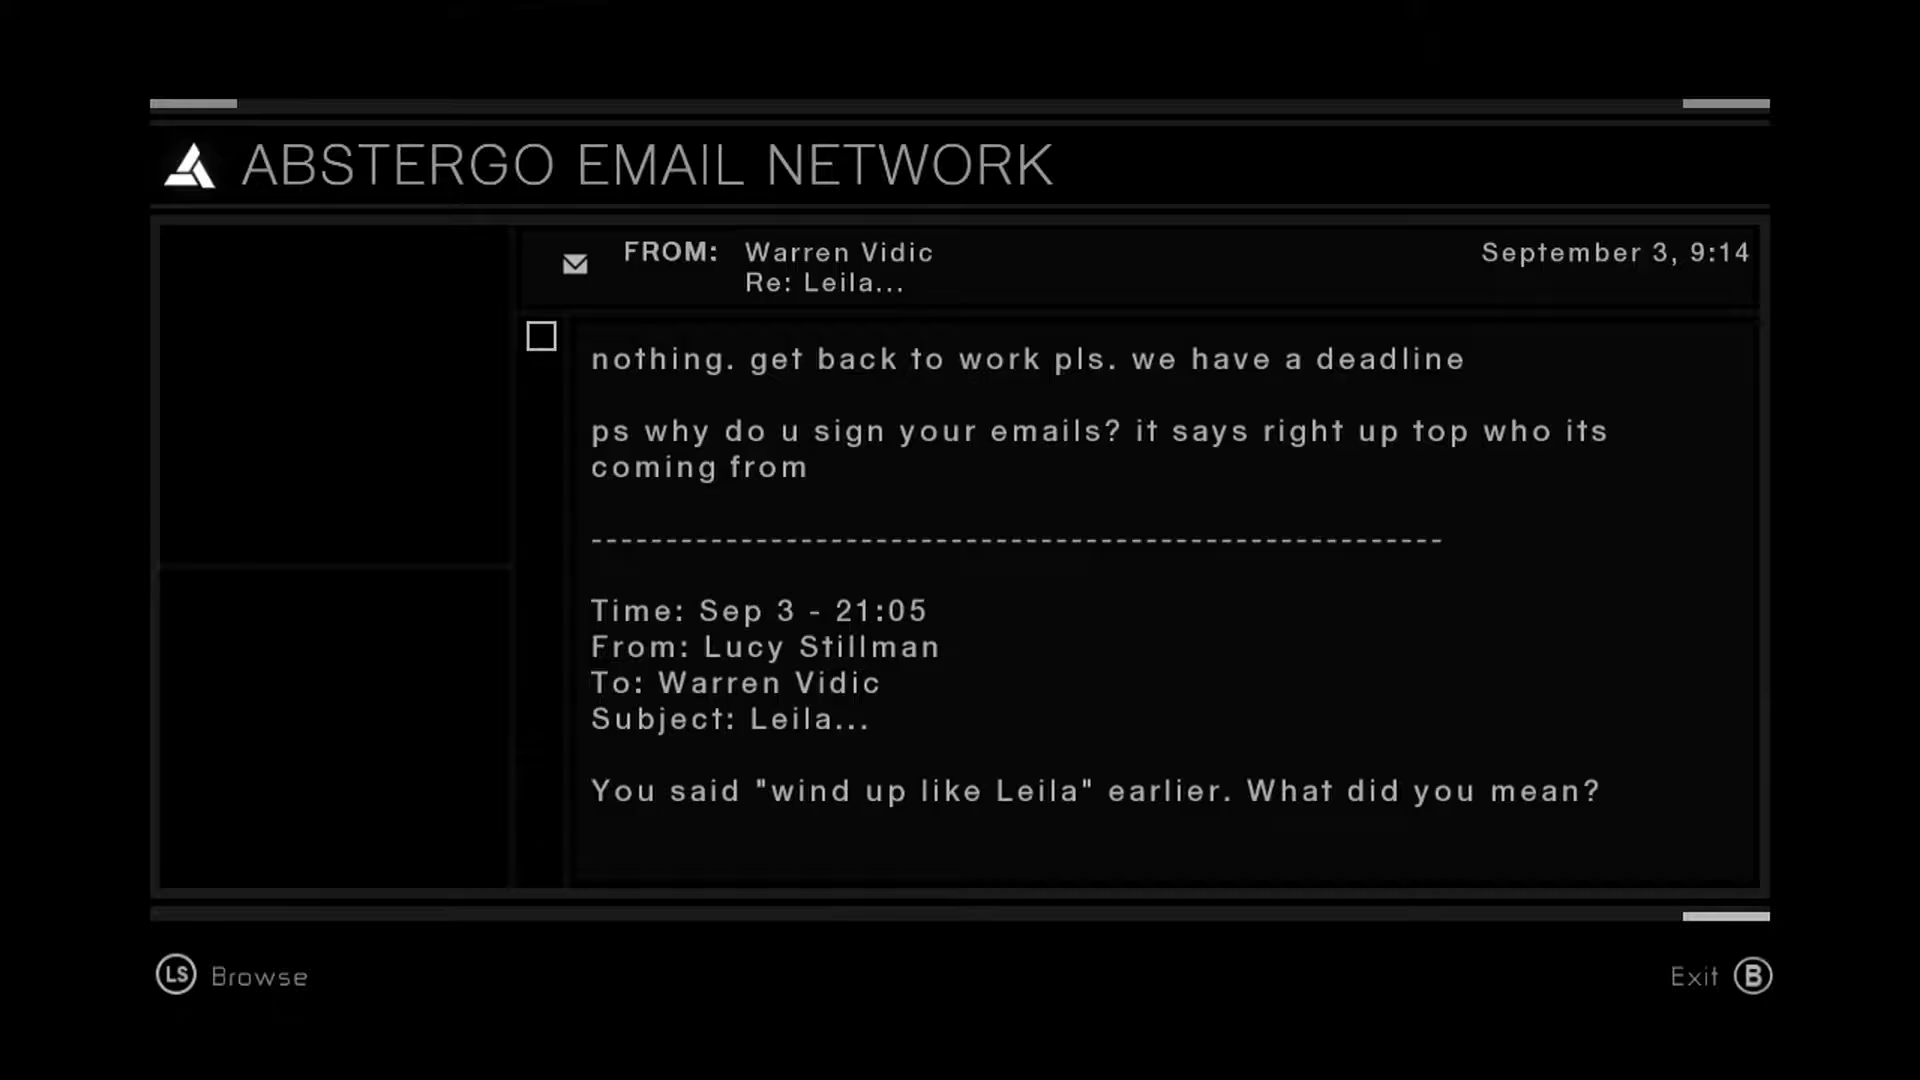 ABSTERGO EMAIL NETWORK
FROM: Warren Vidic
September 3, 9:14
Re: Leila...
nothing. get back to work pls. we have a deadline
ps why do u sign your emails? it says right up top who its
coming from
---------------------------------------------------------
Time: Sep 3 - 21:05
From: Lucy Stillman
To: Warren Vidic
Subject: Leila...
You said "wind up like Leila" earlier. What did you mean?
LS Browse
Exit B